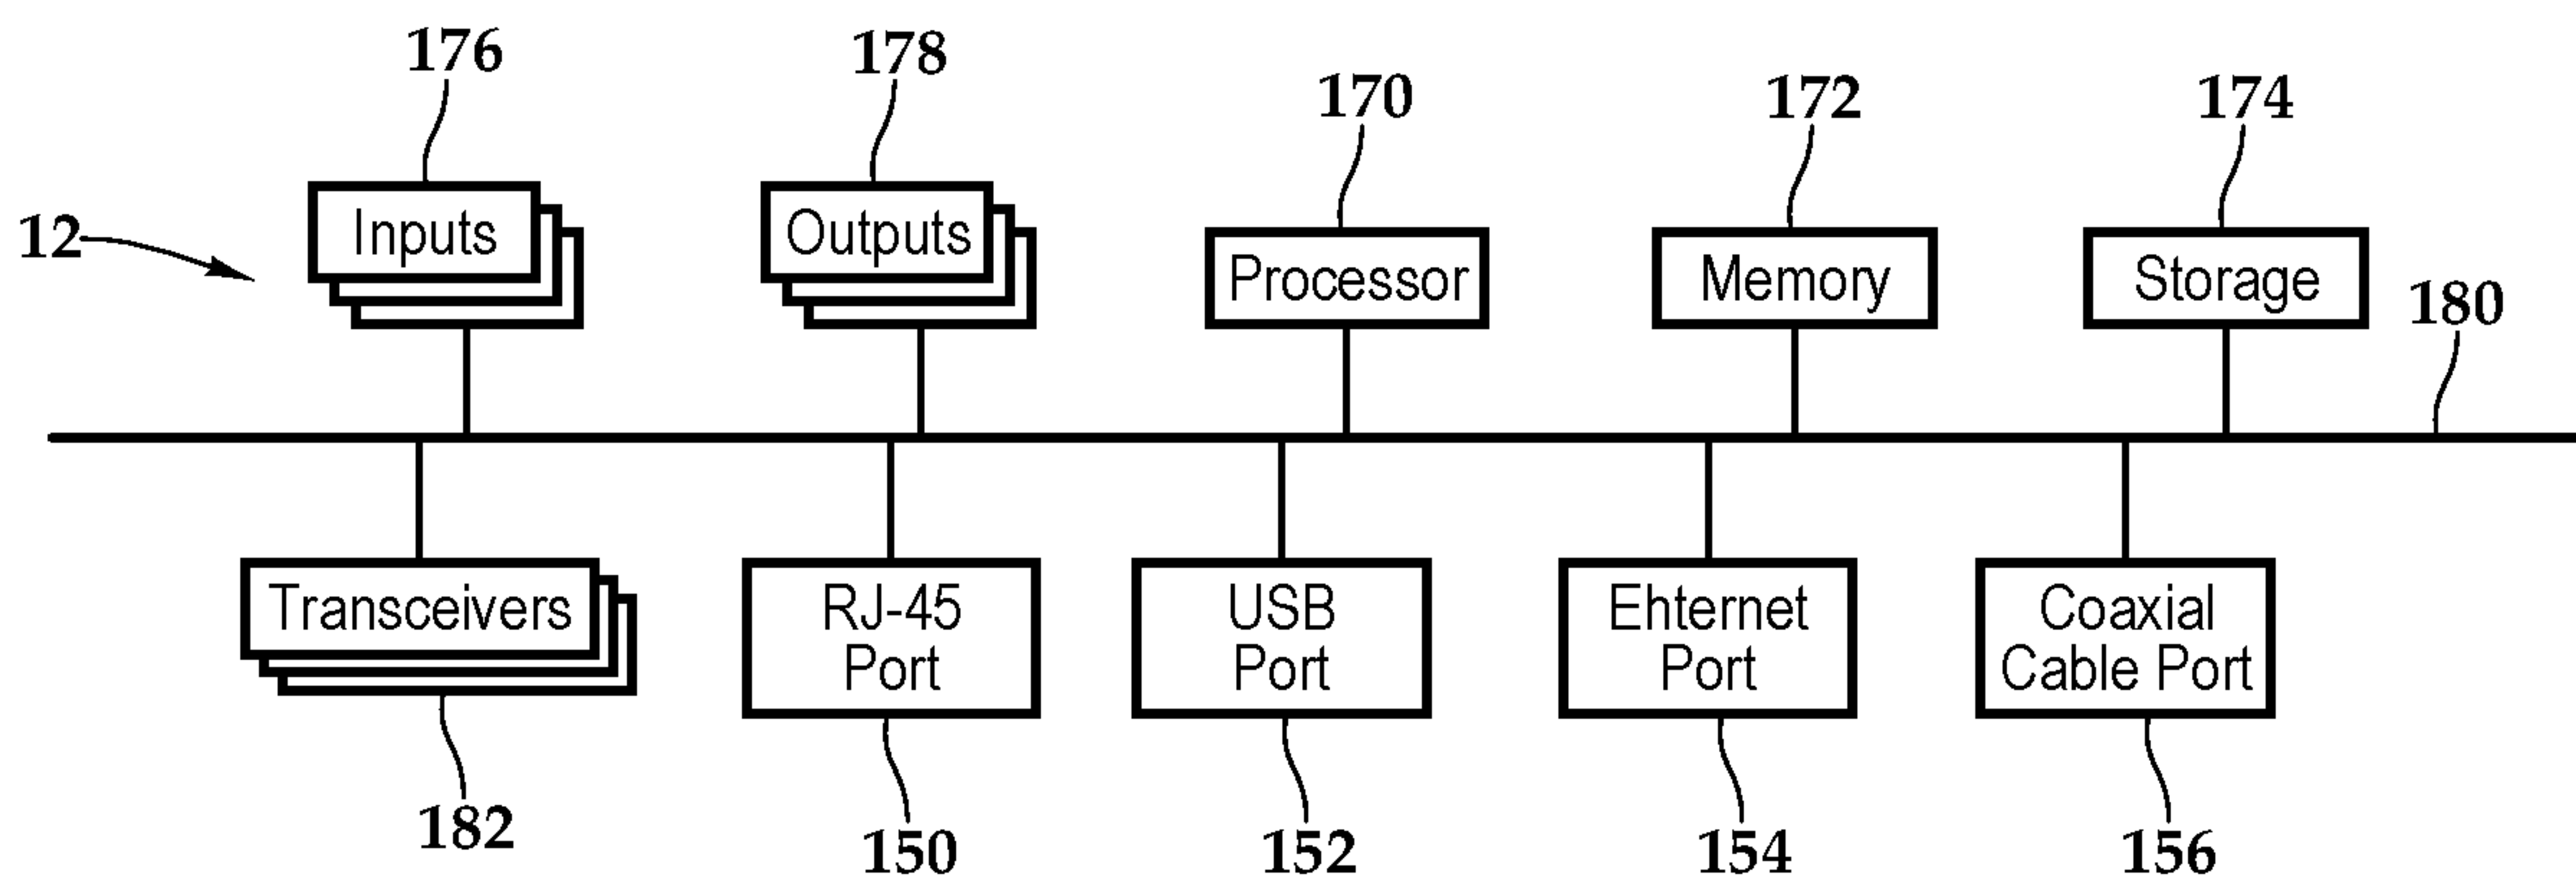 176
178
170
172
174
12
Inputs
Outputs
Processor
Memory
Storage
180
Transceivers
RJ-45
Port
USB
Port
Ehternet
Port
Coaxial
Cable Port
182
150
152
154
156